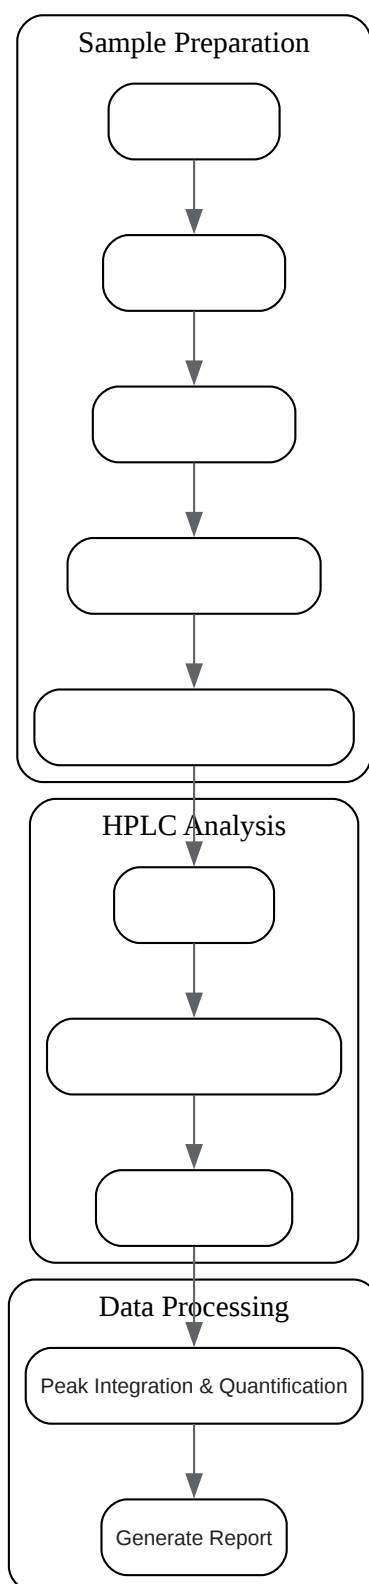 Sample Preparation
HPLC Analysis
Data Processing
Peak Integration & Quantification
Generate Report